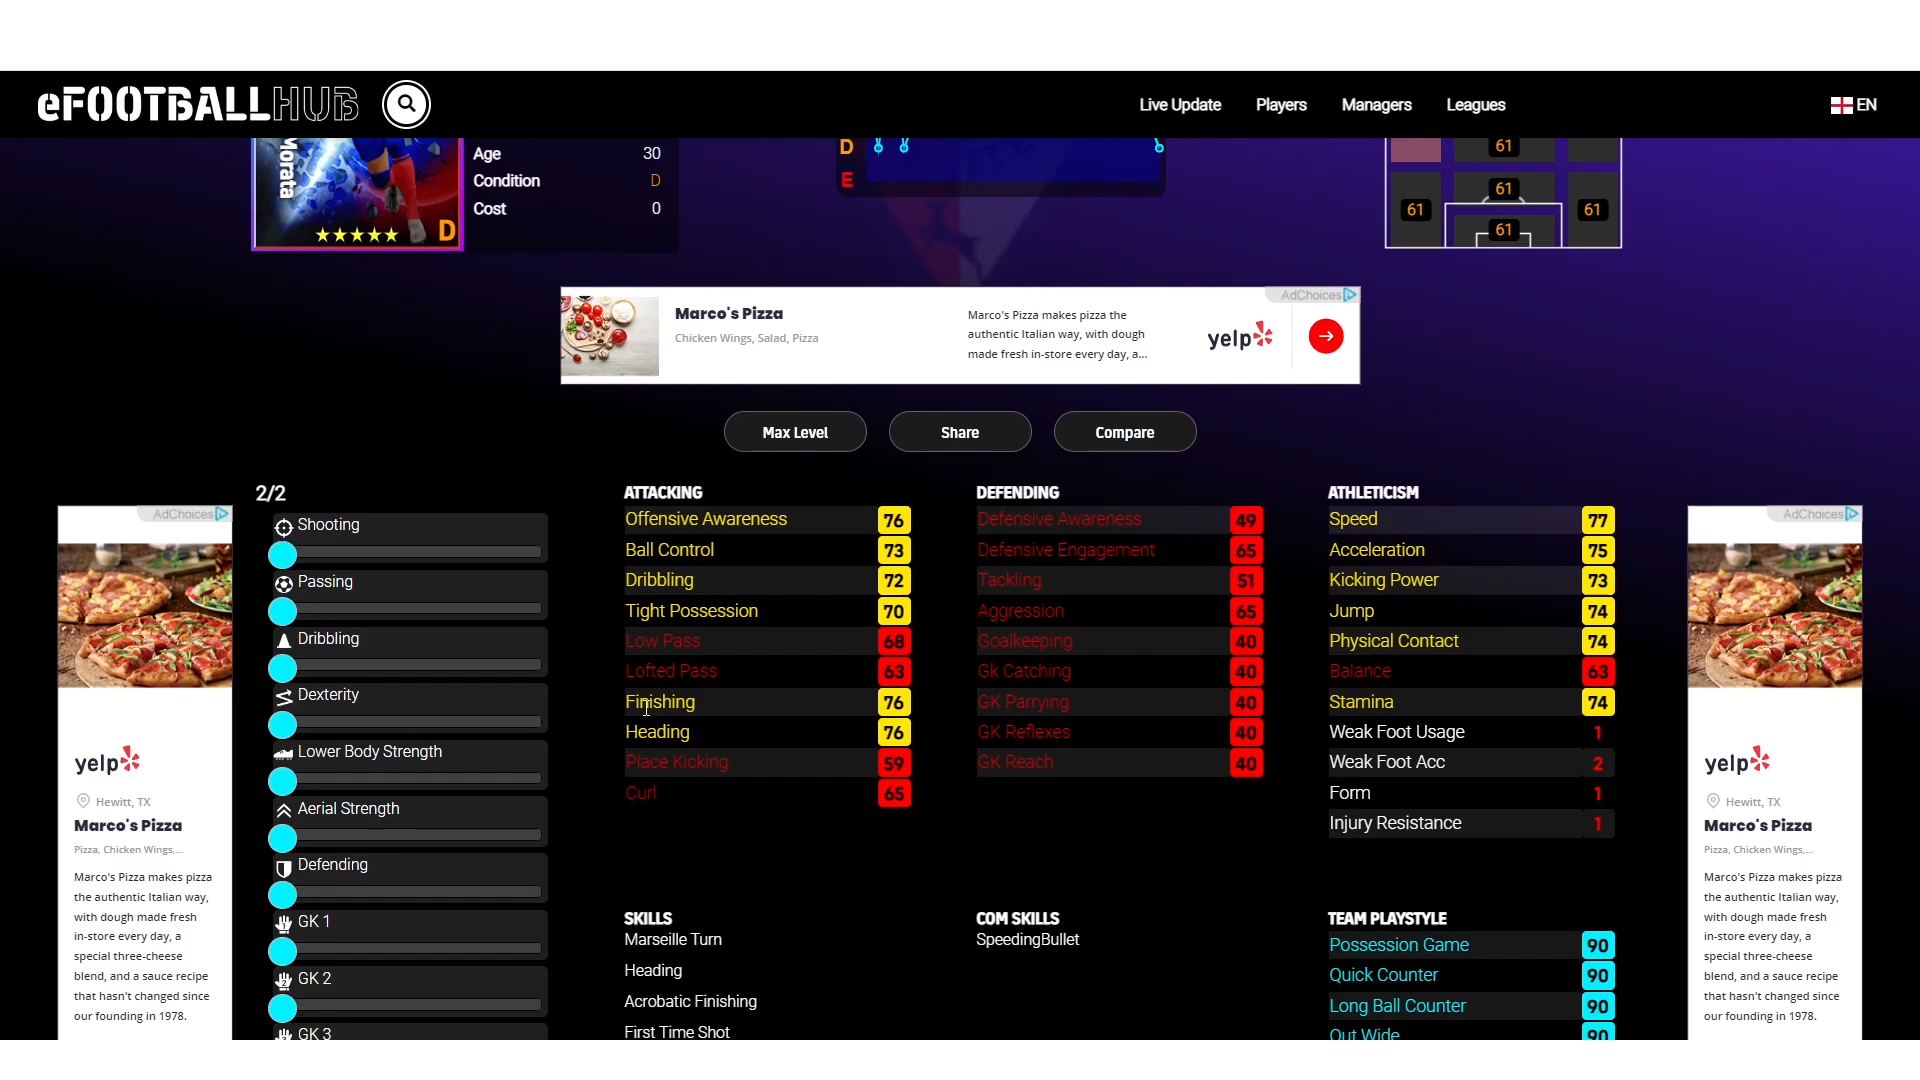 eFOOTBALLHUB
Live Update
Players
Managers
Leagues
EN
Morata
D
Age 30
Condition D
Cost 0
D
E
61
61
61
61
61
AdChoices
Marco's Pizza
Chicken Wings, Salad, Pizza
Marco's Pizza makes pizza the
authentic Italian way, with dough
made fresh in-store every day, a...
yelp
Max Level
Share
Compare
AdChoices
yelp
Hewitt, TX
Marco's Pizza
Pizza, Chicken Wings,...
Marco's Pizza makes pizza
the authentic Italian way,
with dough made fresh
in-store every day, a
special three-cheese
blend, and a sauce recipe
that hasn't changed since
our founding in 1978.
2/2
Shooting
Passing
Dribbling
Dexterity
Lower Body Strength
Aerial Strength
Defending
GK 1
GK 2
GK 3
ATTACKING
Offensive Awareness 76
Ball Control 73
Dribbling 72
Tight Possession 70
Low Pass 68
Lofted Pass 63
Finishing 76
Heading 76
Place Kicking 59
Curl 65
DEFENDING
Defensive Awareness 49
Defensive Engagement 65
Tackling 51
Aggression 65
Goalkeeping 40
Gk Catching 40
GK Parrying 40
GK Reflexes 40
GK Reach 40
ATHLETICISM
Speed 77
Acceleration 75
Kicking Power 73
Jump 74
Physical Contact 74
Balance 63
Stamina 74
Weak Foot Usage 1
Weak Foot Acc 2
Form 1
Injury Resistance 1
SKILLS
Marseille Turn
Heading
Acrobatic Finishing
First Time Shot
COM SKILLS
SpeedingBullet
TEAM PLAYSTYLE
Possession Game 90
Quick Counter 90
Long Ball Counter 90
Out Wide 90
AdChoices
yelp
Hewitt, TX
Marco's Pizza
Pizza, Chicken Wings,...
Marco's Pizza makes pizza
the authentic Italian way,
with dough made fresh
in-store every day, a
special three-cheese
blend, and a sauce recipe
that hasn't changed since
our founding in 1978.